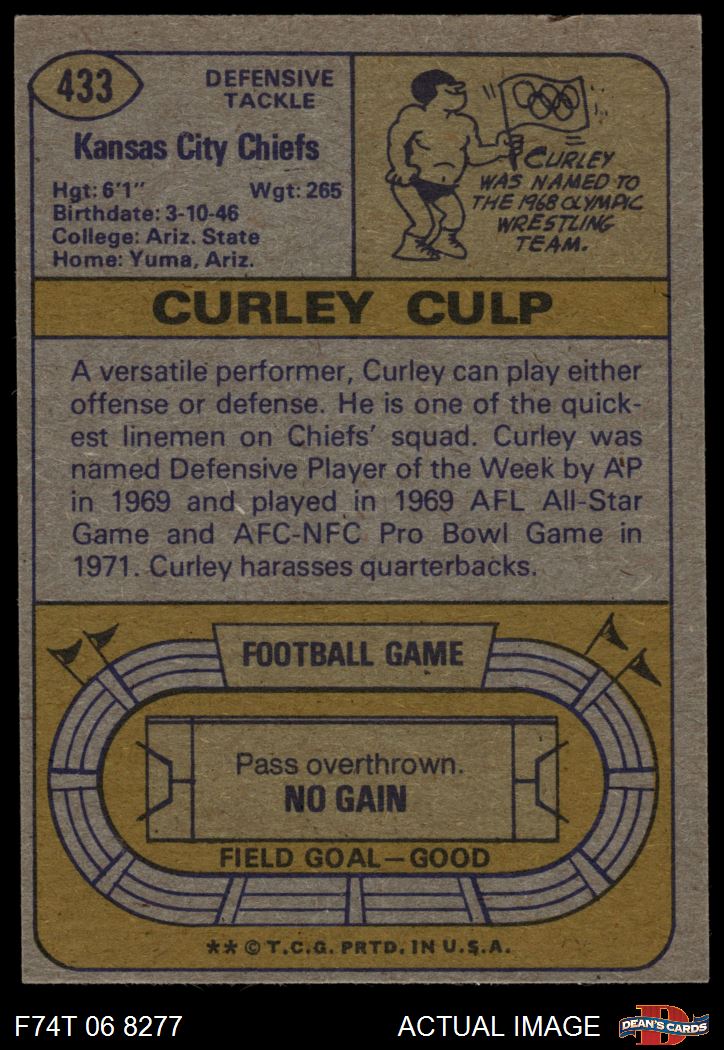 433
DEFENSIVE
TACKLE
Kansas City Chiefs
Hgt: 6'1" Wgt: 265
Birthdate: 3-10-46
College: Ariz. State
Home: Yuma, Ariz.
CURLEY
WAS NAMED TO
THE 1968 OLYMPIC
WRESTLING
TEAM.
CURLEY CULP
A versatile performer, Curley can play either
offense or defense. He is one of the quick-
est linemen on Chiefs' squad. Curley was
named Defensive Player of the Week by AP
in 1969 and played in 1969 AFL All-Star
Game and AFC-NFC Pro Bowl Game in
1971. Curley harasses quarterbacks.
FOOTBALL GAME
Pass overthrown.
NO GAIN
FIELD GOAL—GOOD
** © T.C.G. PRTD. IN U.S.A.
F74T 06 8277 ACTUAL IMAGE
D
DEAN'S CARDS